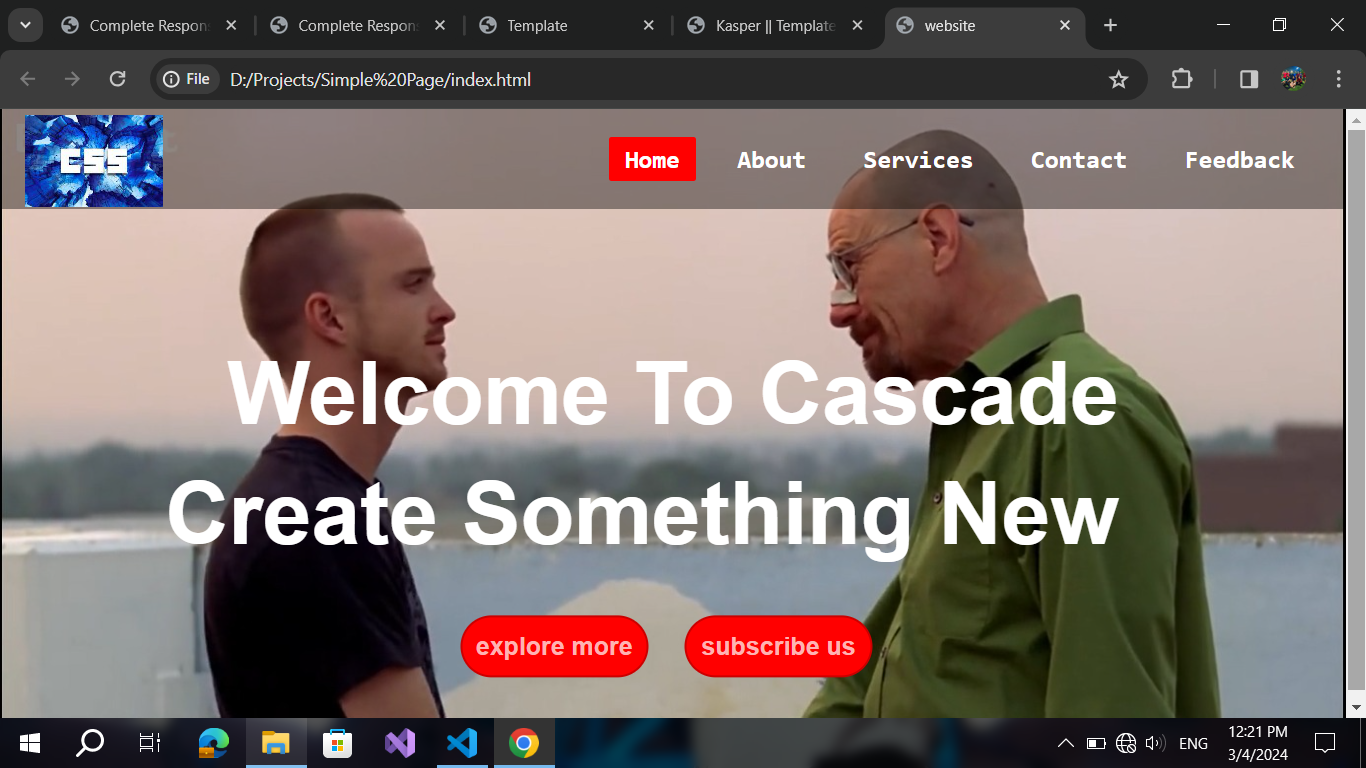 Complete Respon
Complete Respon
Template
Kasper || Template
website
File
D:/Projects/Simple%20Page/index.html
CSS
Home
About
Services
Contact
Feedback
Welcome To Cascade
Create Something New
explore more
subscribe us
ENG
12:21 PM
3/4/2024